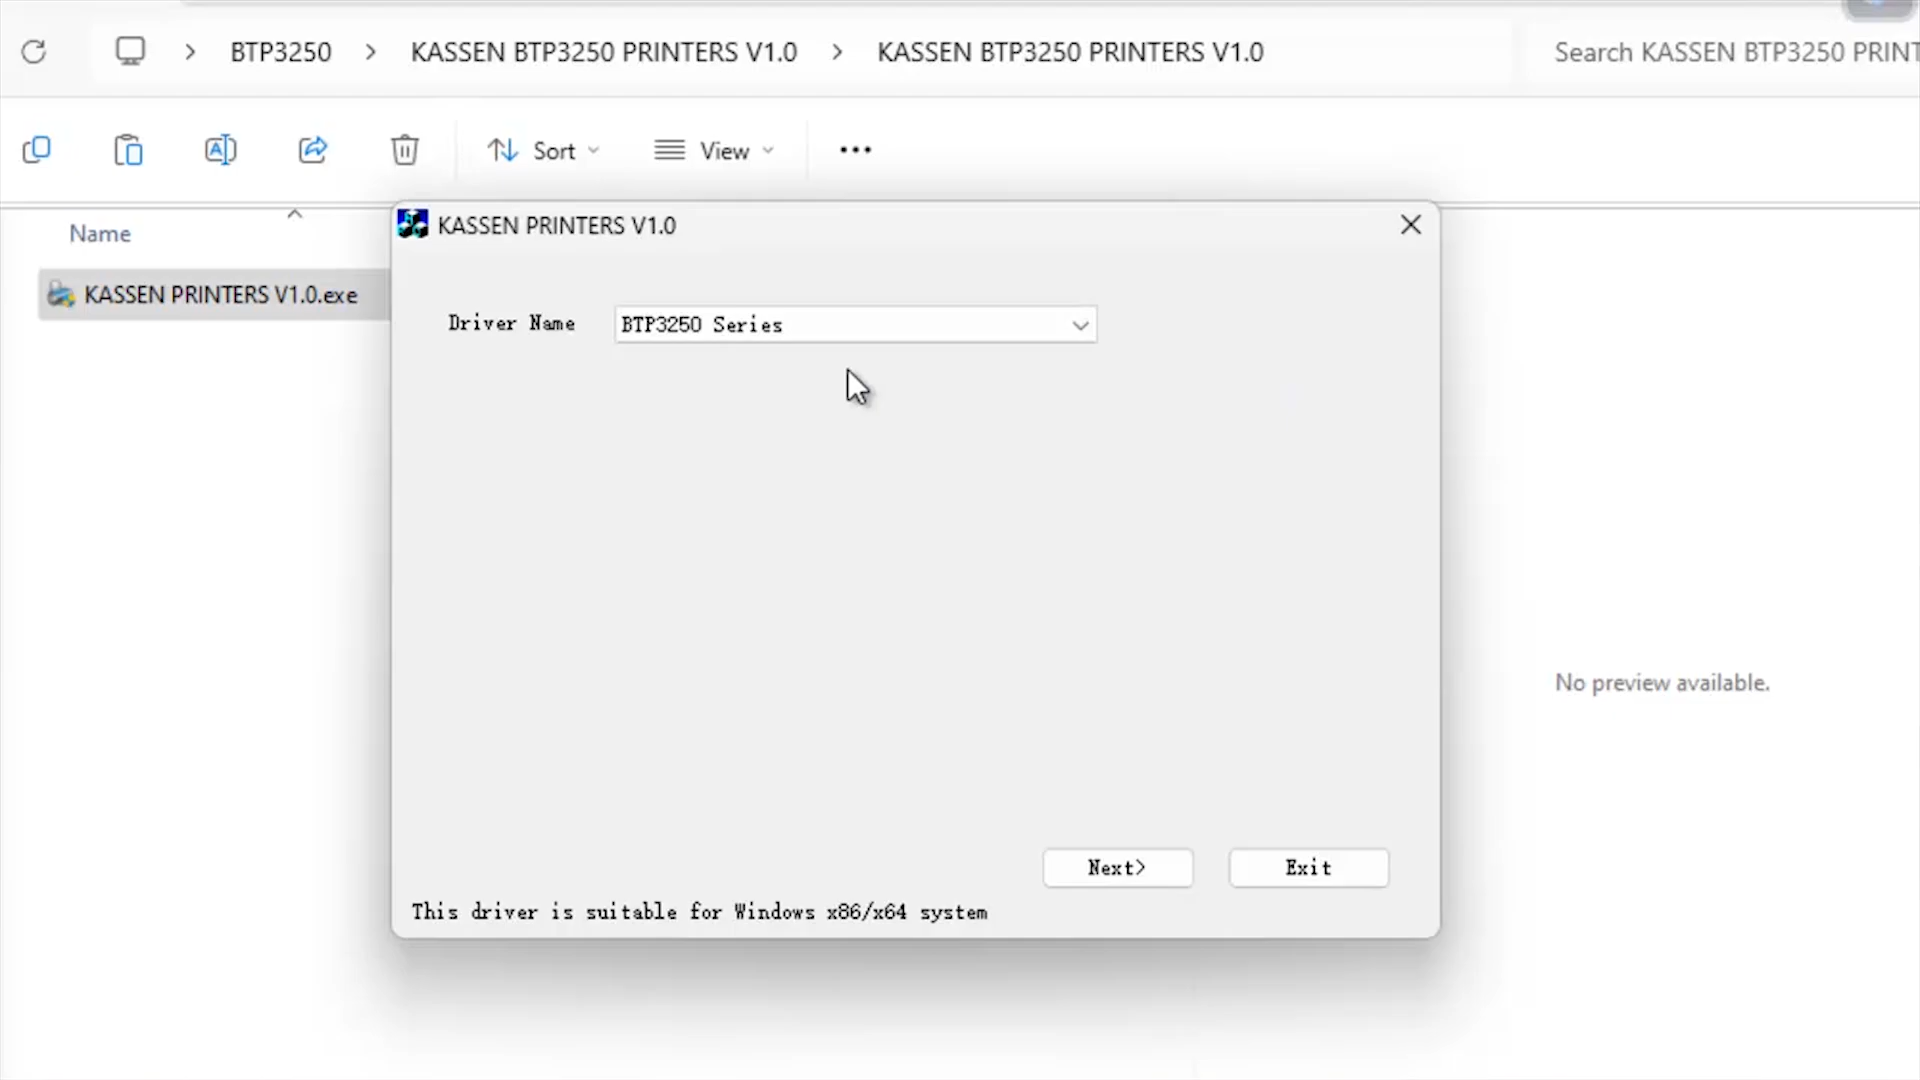 BTP3250 > KASSEN BTP3250 PRINTERS V1.0 > KASSEN BTP3250 PRINTERS V1.0
Search KASSEN BTP3250 PRINT
Sort
View
Name
KASSEN PRINTERS V1.0.exe
KASSEN PRINTERS V1.0
Driver Name
BTP3250 Series
No preview available.
Next>
Exit
This driver is suitable for Windows x86/x64 system